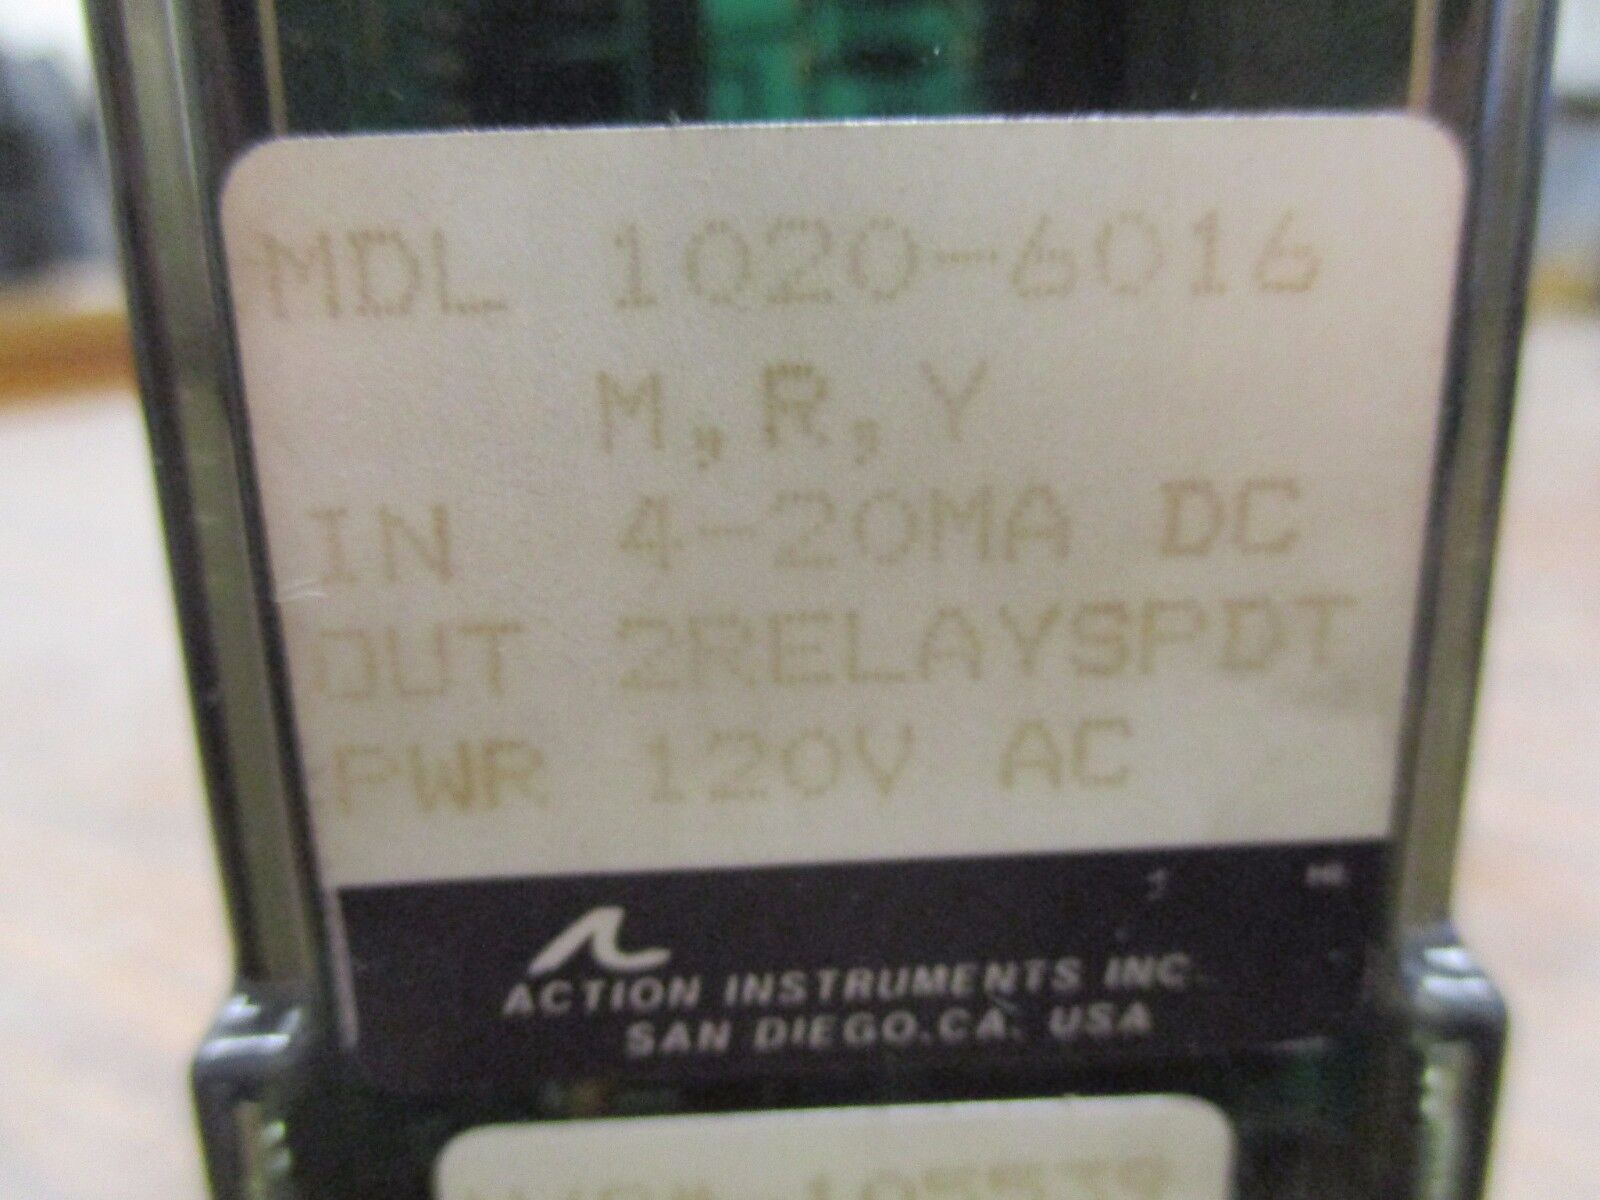 MDL 1020-6016
M,R,Y
IN 4-20MA DC
OUT 2RELAYSPDT
PWR 120V AC
ACTION INSTRUMENTS INC.
SAN DIEGO, CA. USA